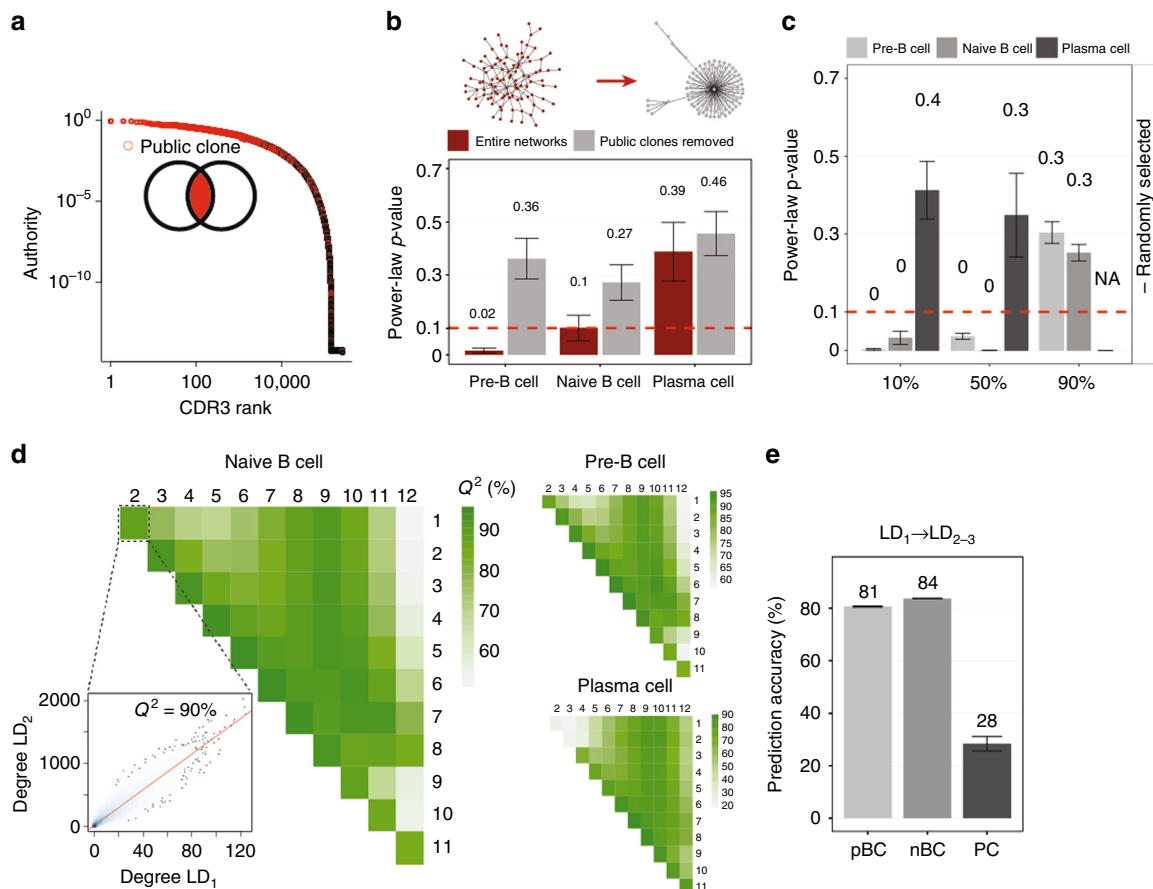 a
10^0
Public clone
10^−5
10^−10
Authority
1 100 10,000
CDR3 rank
b
Entire networks Public clones removed
0.7
0.5
0.3
0.1
0
Power-law p-value
0.02 0.36 0.1 0.27 0.39 0.46
Pre-B cell Naive B cell Plasma cell
c
Pre-B cell Naive B cell Plasma cell
0.7
0.5
0.3
0.1
0
Power-law p-value
0 0 0.4 0 0 0.3 0.3 0.3 NA
10% 50% 90%
– Randomly selected
d
Naive B cell
2 3 4 5 6 7 8 9 10 11 12
1
2
3
4
5
6
7
8
9
10
11
Q² (%)
90
80
70
60
Q² = 90%
2000
1000
0
Degree LD₂
0 40 80 120
Degree LD₁
Pre-B cell
2 3 4 5 6 7 8 9 10 11 12
1
2
3
4
5
6
7
8
9
10
11
95
90
85
80
75
70
65
60
Plasma cell
2 3 4 5 6 7 8 9 10 11 12
1
2
3
4
5
6
7
8
9
10
11
90
80
70
60
50
40
30
20
e
LD₁→LD₂₋₃
80
60
40
20
0
Prediction accuracy (%)
81 84 28
pBC nBC PC